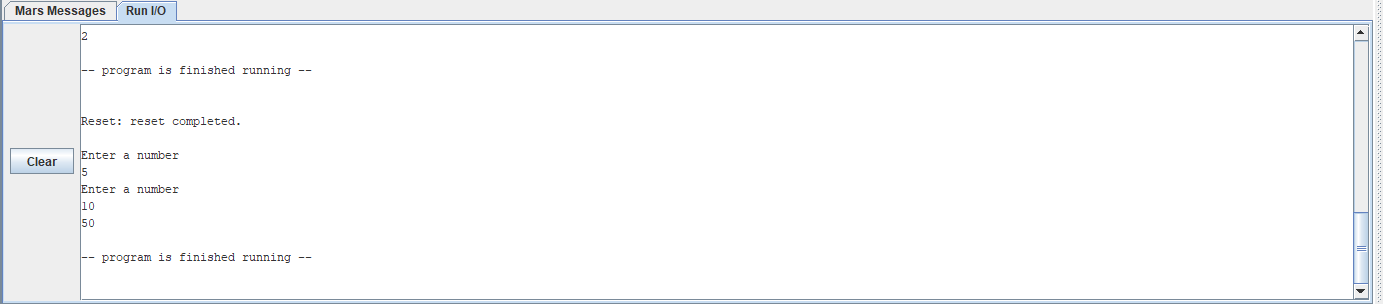 Mars Messages Run I/O
2
-- program is finished running --
Reset: reset completed.
Enter a number
Clear
5
Enter a number
10
50
-- program is finished running --